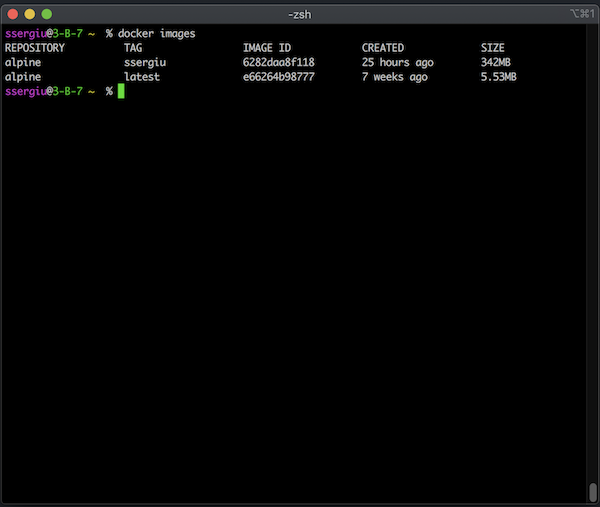 -zsh
⌥⌘1
ssergiu@3-B-7 ~ % docker images
REPOSITORY TAG IMAGE ID CREATED SIZE
alpine ssergiu 6282daa8f118 25 hours ago 342MB
alpine latest e66264b98777 7 weeks ago 5.53MB
ssergiu@3-B-7 ~ %